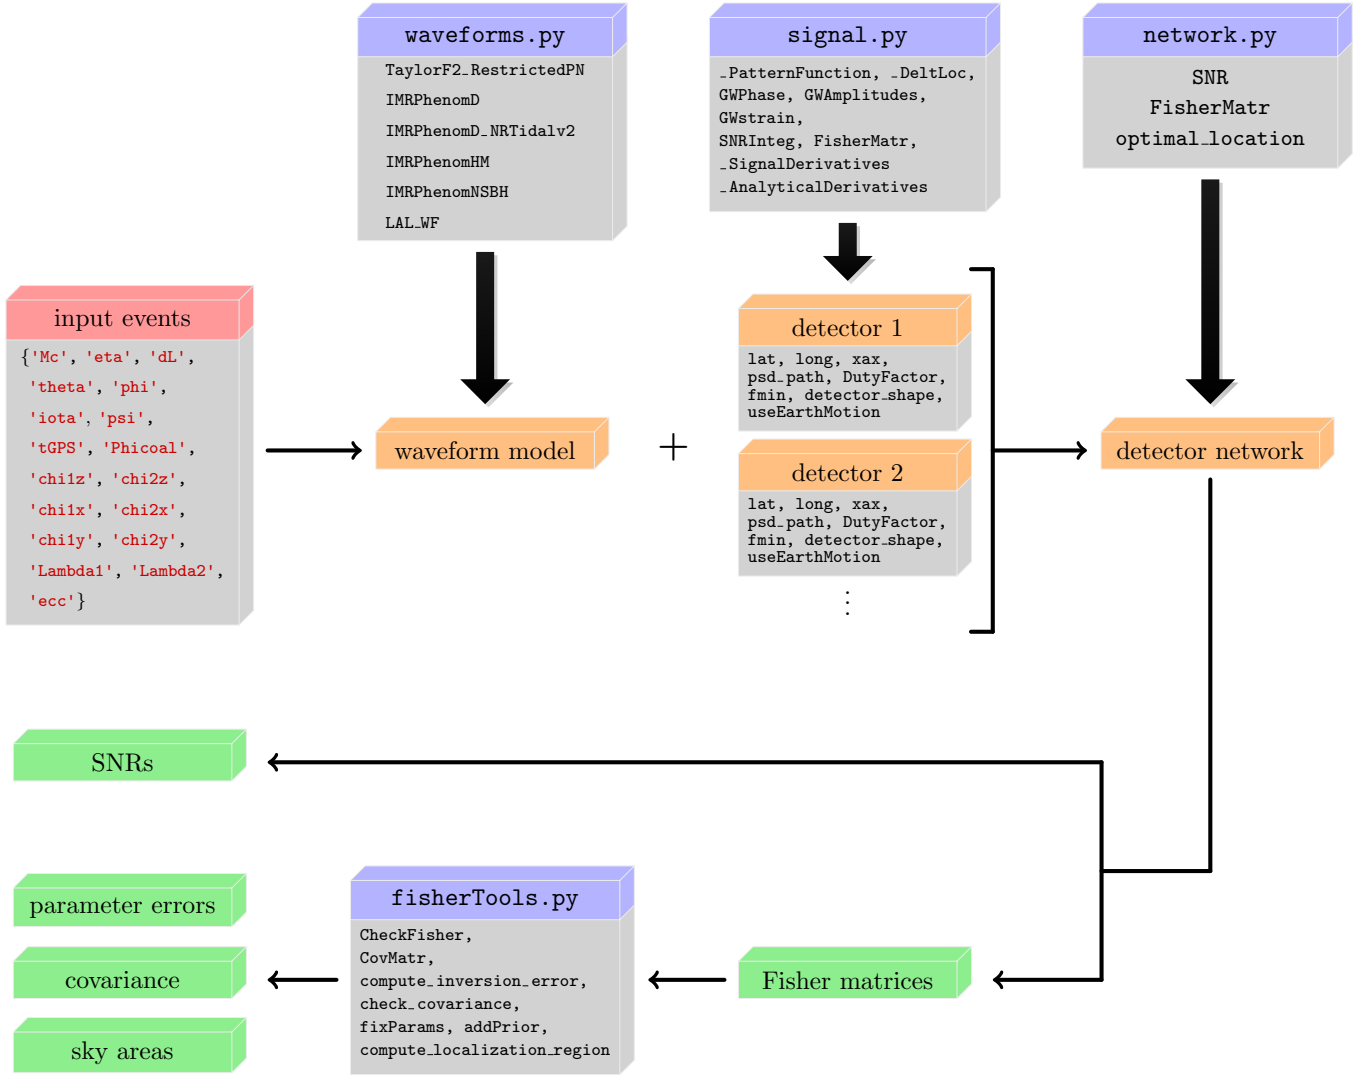 waveforms.py
TaylorF2_RestrictedPN
IMRPhenomD
IMRPhenomD_NRTidalv2
IMRPhenomHM
IMRPhenomNSBH
LAL_WF
signal.py
_PatternFunction, _DeltLoc,
GWPhase, GWAmplitudes,
GWstrain,
SNRInteg, FisherMatr,
_SignalDerivatives
_AnalyticalDerivatives
network.py
SNR
FisherMatr
optimal_location
input events
{'Mc', 'eta', 'dL',
'theta', 'phi',
'iota', 'psi',
'tGPS', 'Phicoal',
'chi1z', 'chi2z',
'chi1x', 'chi2x',
'chi1y', 'chi2y',
'Lambda1', 'Lambda2',
'ecc'}
waveform model
+
detector 1
lat, long, xax,
psd_path, DutyFactor,
fmin, detector_shape,
useEarthMotion
detector 2
lat, long, xax,
psd_path, DutyFactor,
fmin, detector_shape,
useEarthMotion
⋮
detector network
SNRs
parameter errors
covariance
sky areas
fisherTools.py
CheckFisher,
CovMatr,
compute_inversion_error,
check_covariance,
fixParams, addPrior,
compute_localization_region
Fisher matrices